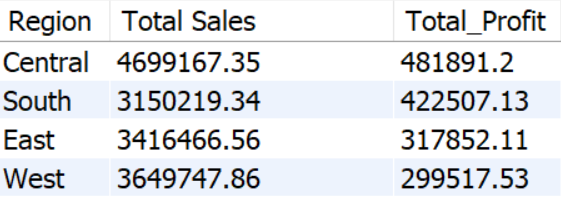 Region Total Sales Total_Profit
Central 4699167.35 481891.2
South 3150219.34 422507.13
East 3416466.56 317852.11
West 3649747.86 299517.53